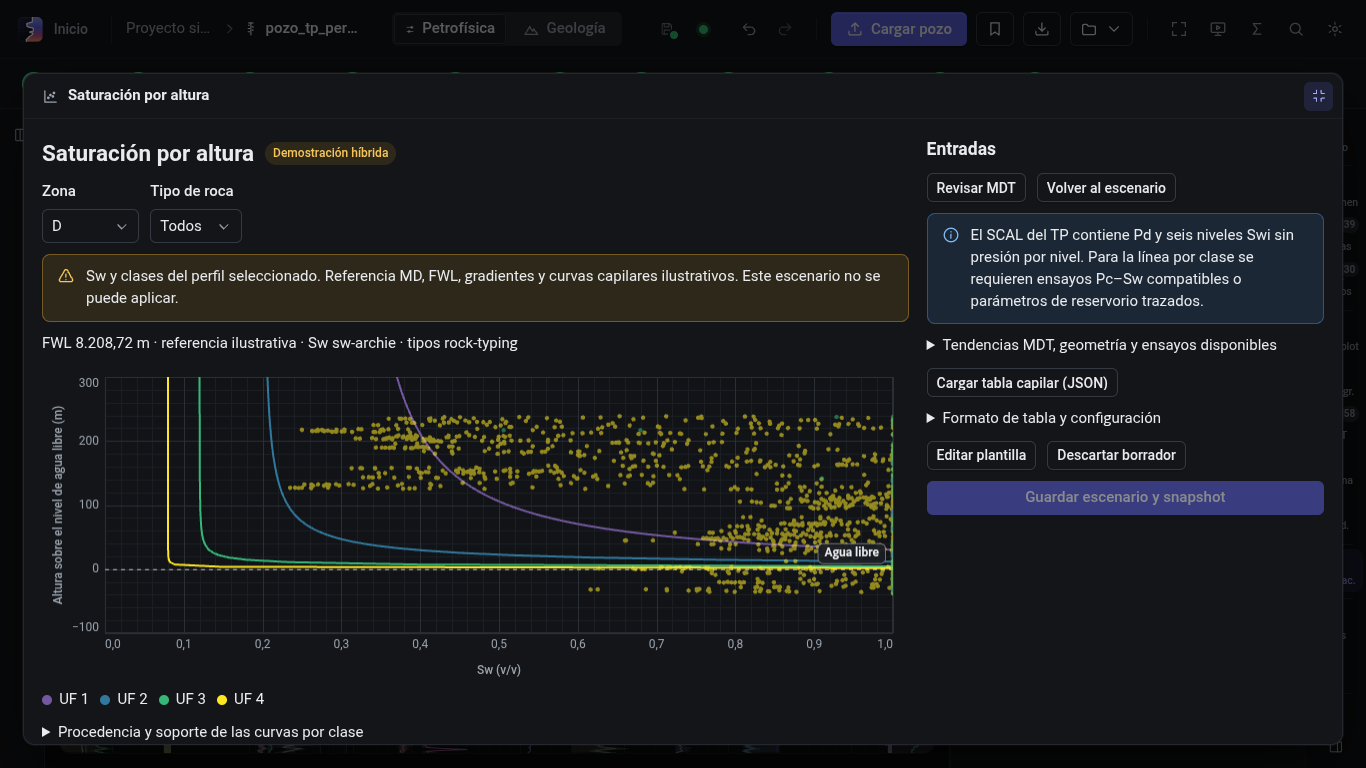 Inicio
Proyecto si...
pozo_tp_per...
Petrofísica
Geología
Cargar pozo
Saturación por altura
Saturación por altura
Demostración híbrida
Zona
Tipo de roca
D
Todos
Sw y clases del perfil seleccionado. Referencia MD, FWL, gradientes y curvas capilares ilustrativos. Este escenario no se
puede aplicar.
FWL 8.208,72 m · referencia ilustrativa · Sw sw-archie · tipos rock-typing
Altura sobre el nivel de agua libre (m)
300
200
100
0
−100
Agua libre
0,0
0,1
0,2
0,3
0,4
0,5
0,6
0,7
0,8
0,9
1,0
Sw (v/v)
UF 1
UF 2
UF 3
UF 4
Procedencia y soporte de las curvas por clase
Entradas
Revisar MDT
Volver al escenario
El SCAL del TP contiene Pd y seis niveles Swi sin
presión por nivel. Para la línea por clase se
requieren ensayos Pc–Sw compatibles o
parámetros de reservorio trazados.
Tendencias MDT, geometría y ensayos disponibles
Cargar tabla capilar (JSON)
Formato de tabla y configuración
Editar plantilla
Descartar borrador
Guardar escenario y snapshot